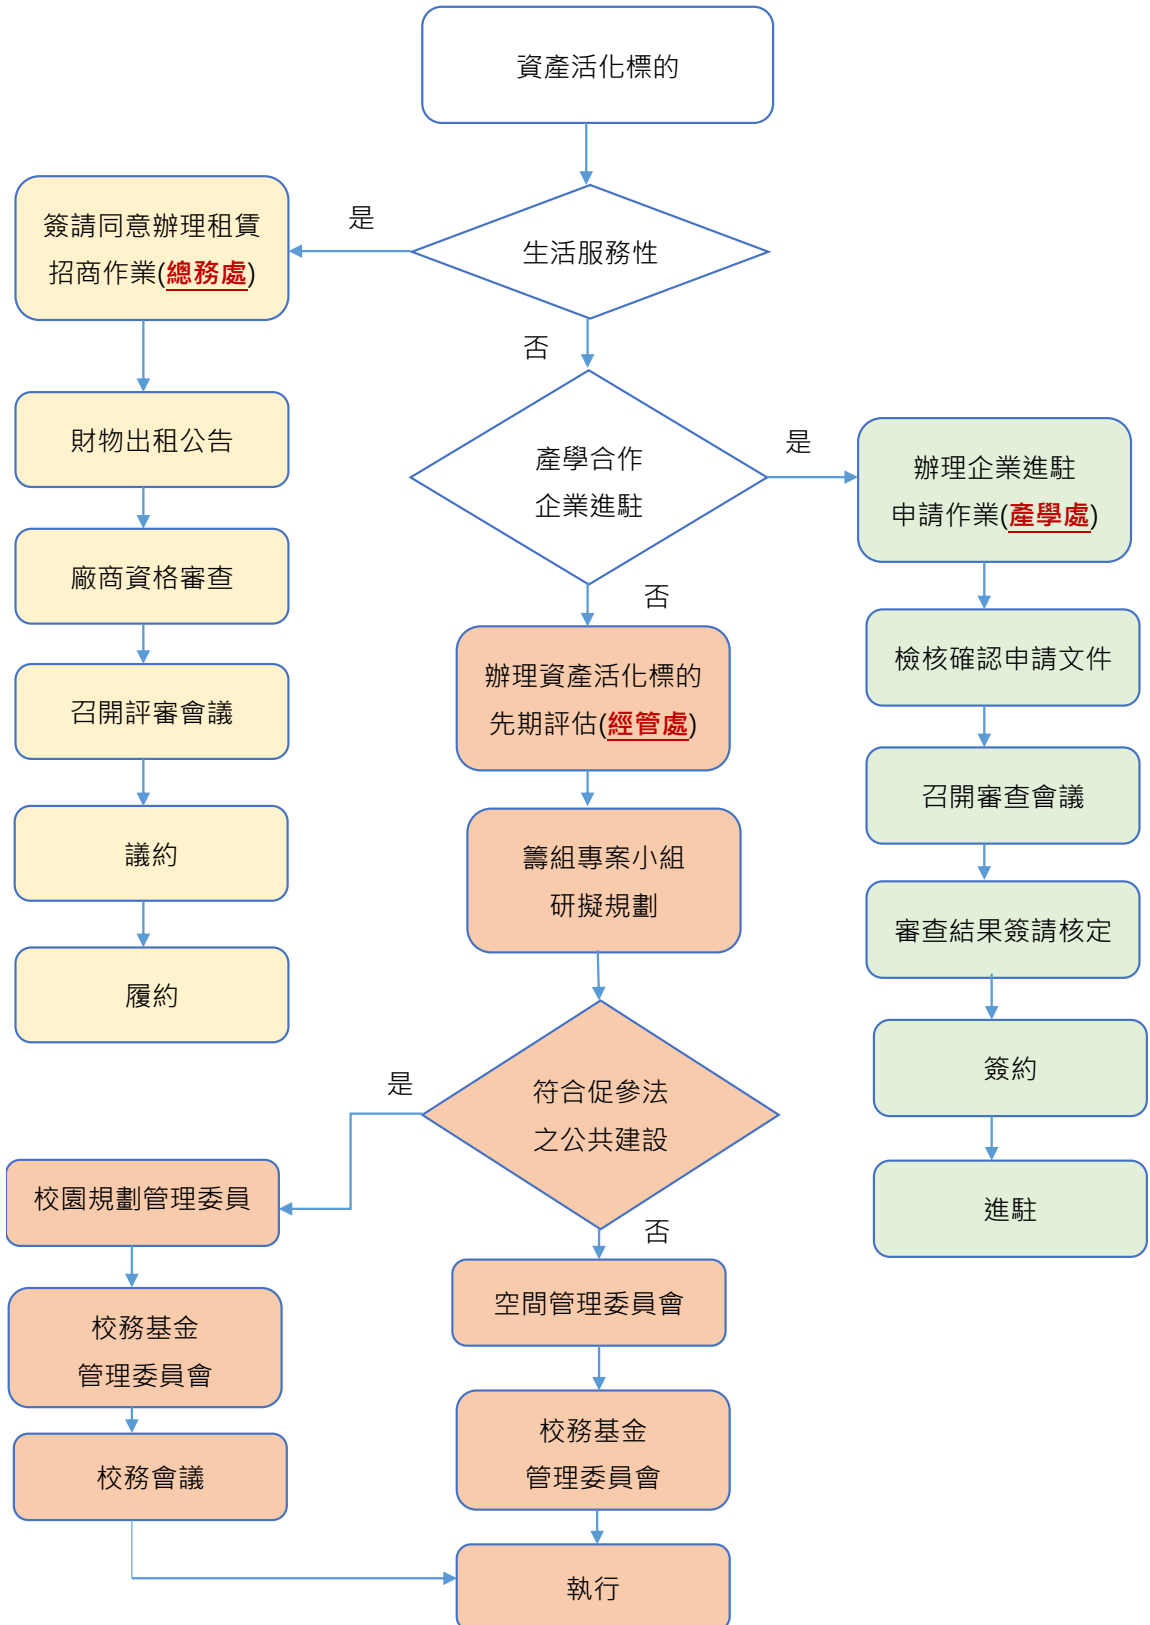 資產活化標的
生活服務性
是
否
簽請同意辦理租賃
招商作業(總務處)
財物出租公告
廠商資格審查
召開評審會議
議約
履約
產學合作
企業進駐
是
否
辦理企業進駐
申請作業(產學處)
檢核確認申請文件
召開審查會議
審查結果簽請核定
簽約
進駐
辦理資產活化標的
先期評估(經管處)
籌組專案小組
研擬規劃
符合促參法
之公共建設
是
否
校園規劃管理委員
校務基金
管理委員會
校務會議
空間管理委員會
校務基金
管理委員會
執行